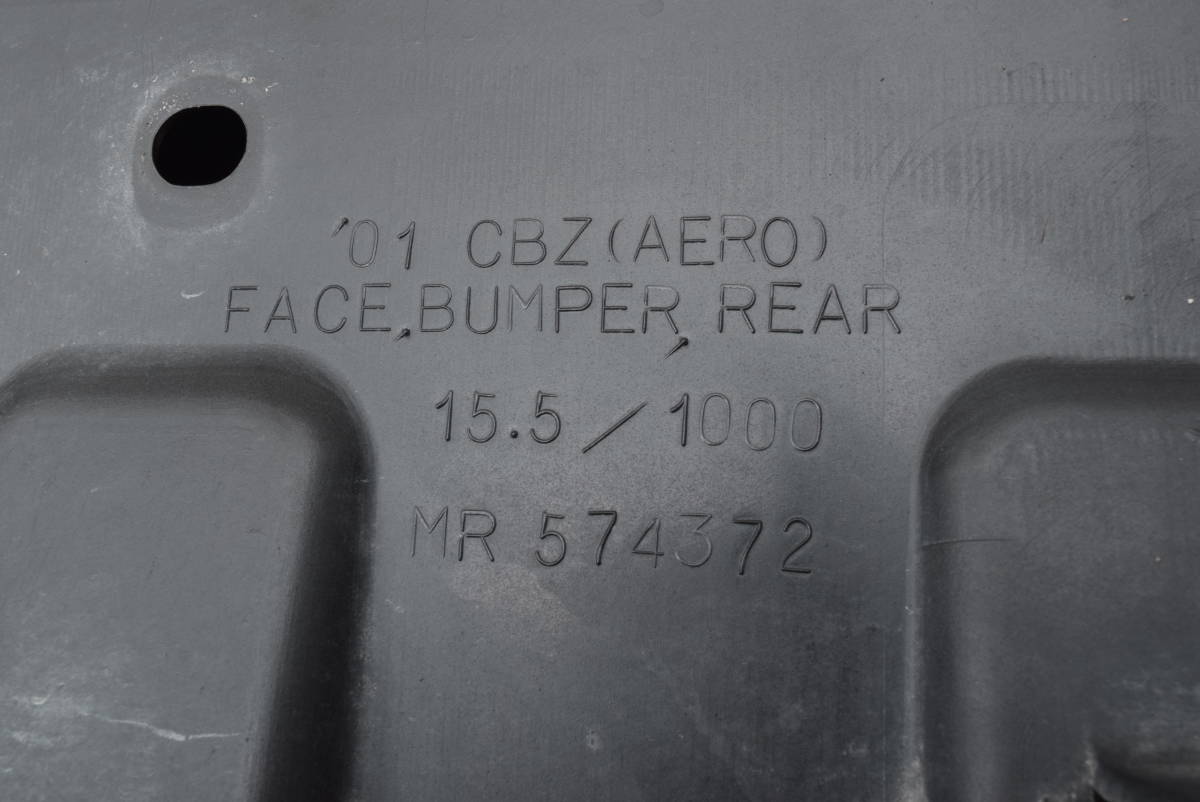 '01 CBZ(AERO)
FACE,BUMPER, REAR
15.5/1000
MR 574372